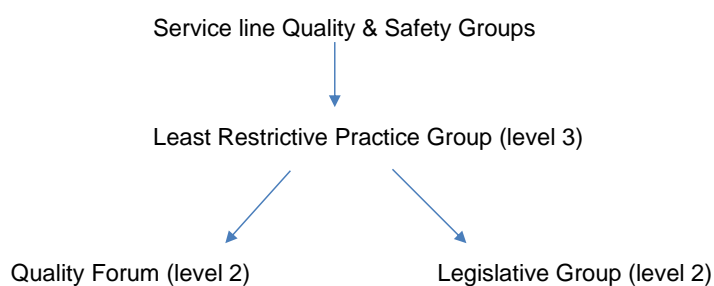 Service line Quality & Safety Groups
Least Restrictive Practice Group (level 3)
Quality Forum (level 2)
Legislative Group (level 2)